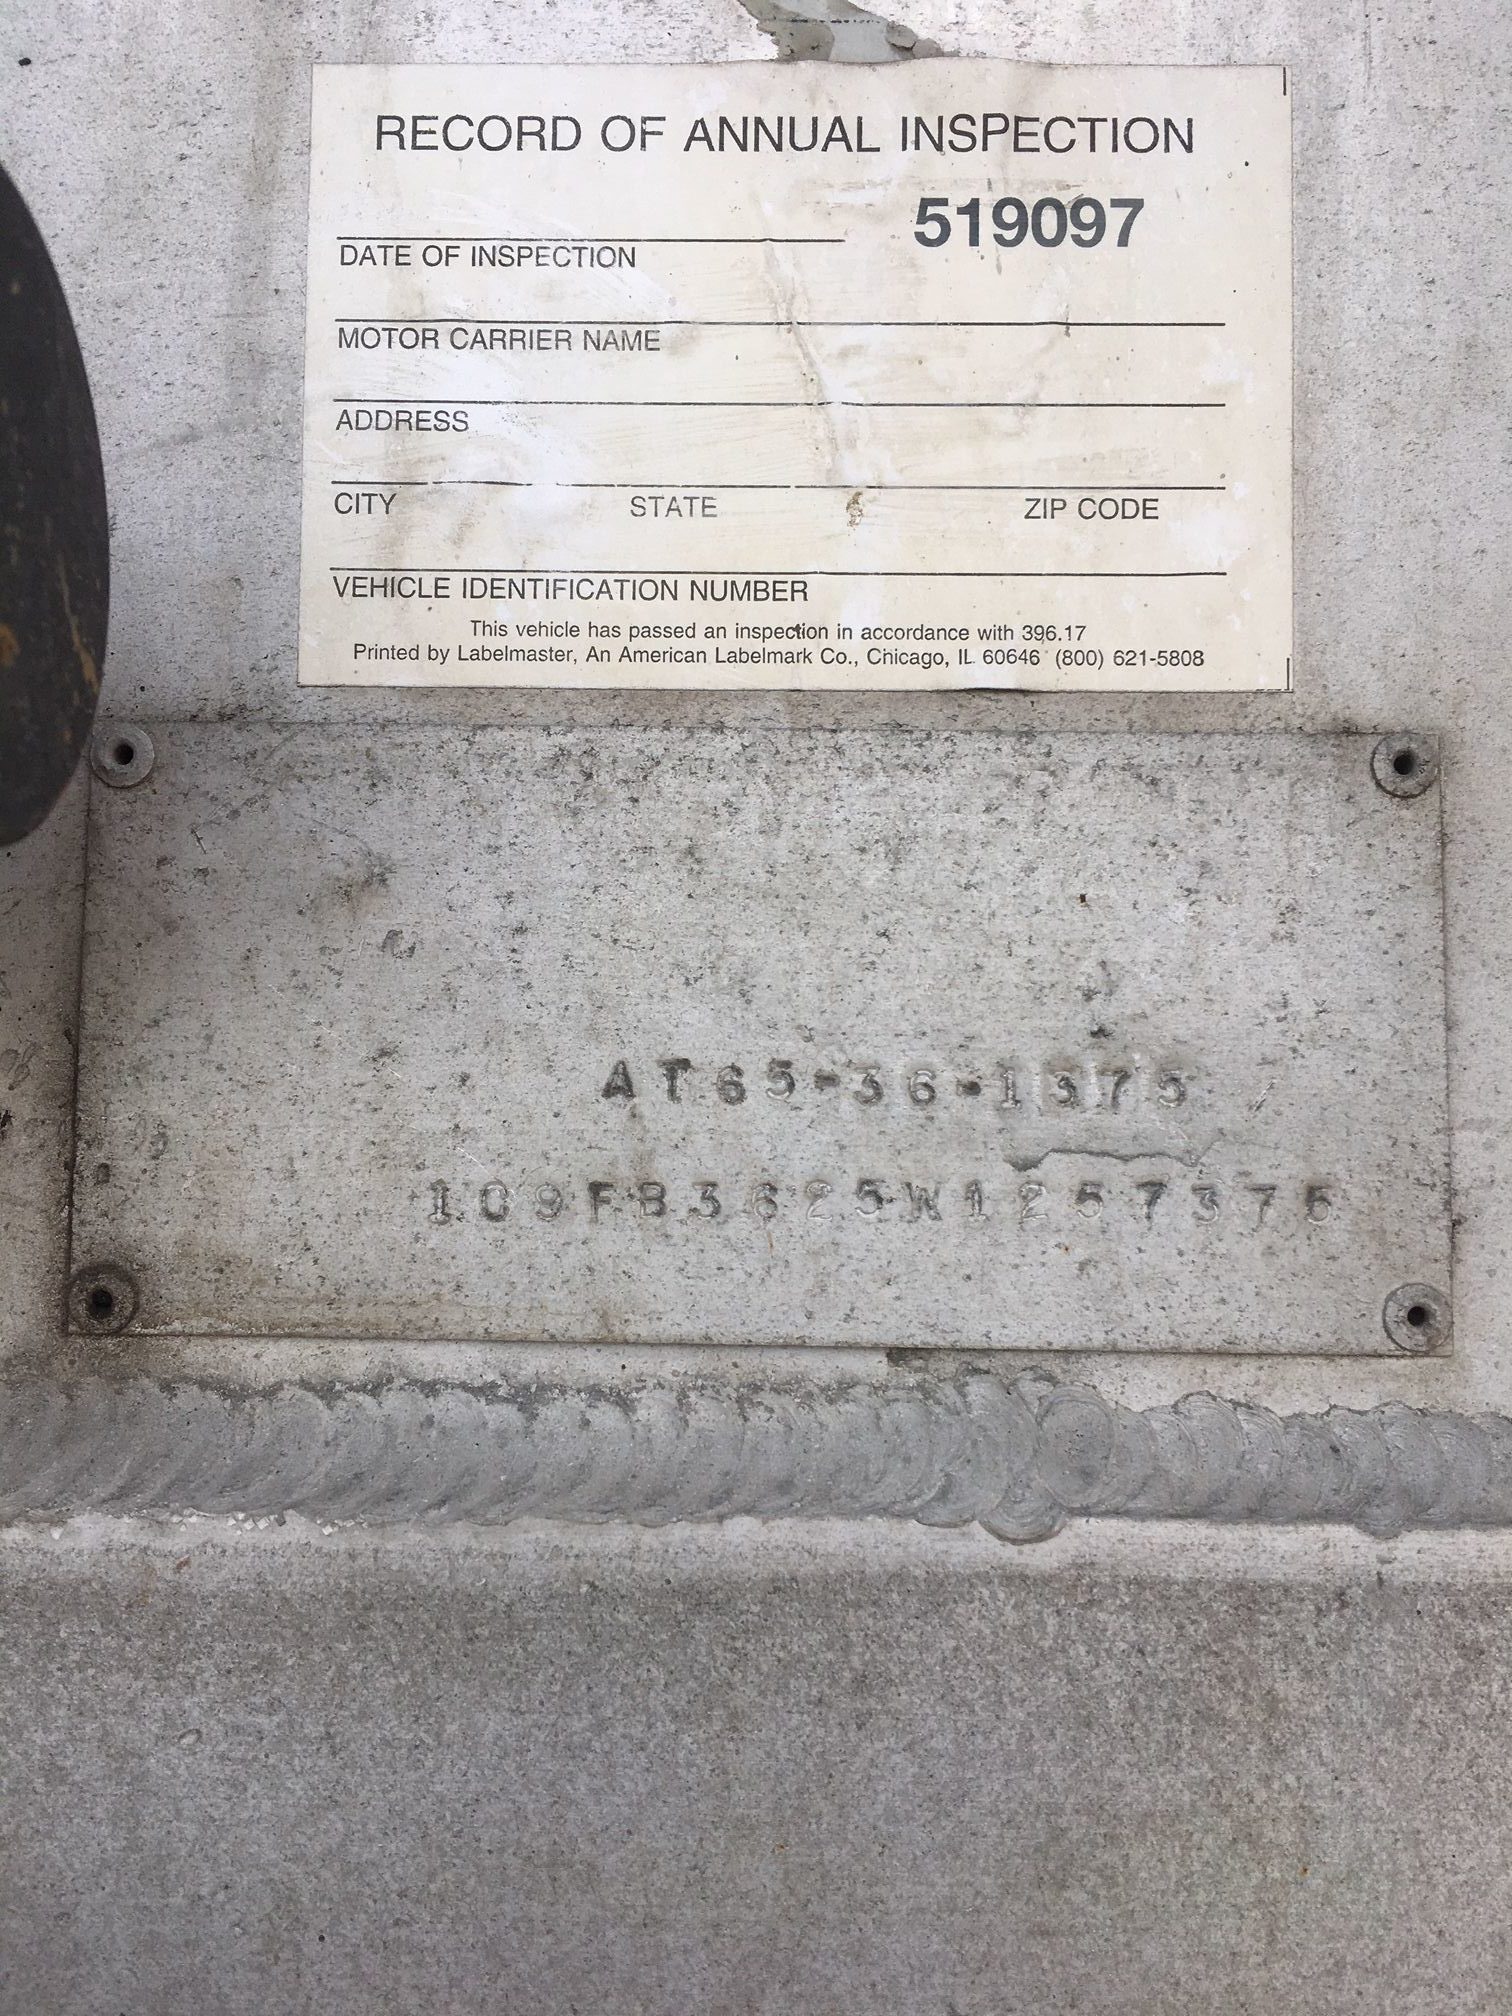 RECORD OF ANNUAL INSPECTION
519097
DATE OF INSPECTION
MOTOR CARRIER NAME
ADDRESS
CITY STATE ZIP CODE
VEHICLE IDENTIFICATION NUMBER
This vehicle has passed an inspection in accordance with 396.17
Printed by Labelmaster, An American Labelmark Co., Chicago, IL 60646 (800) 621-5808
AT65-36-1375
1C9FB3625W1257375